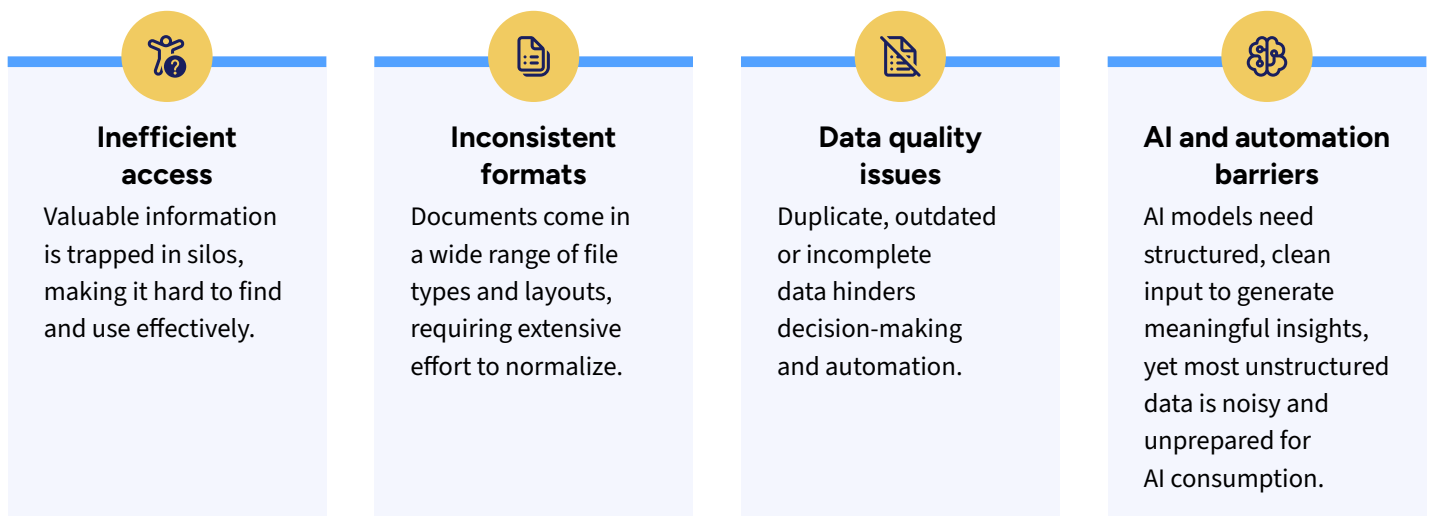 Inefficient
access
Valuable information
is trapped in silos,
making it hard to find
and use effectively.
Inconsistent
formats
Documents come in
a wide range of file
types and layouts,
requiring extensive
effort to normalize.
Data quality
issues
Duplicate, outdated
or incomplete
data hinders
decision-making
and automation.
AI and automation
barriers
AI models need
structured, clean
input to generate
meaningful insights,
yet most unstructured
data is noisy and
unprepared for
AI consumption.